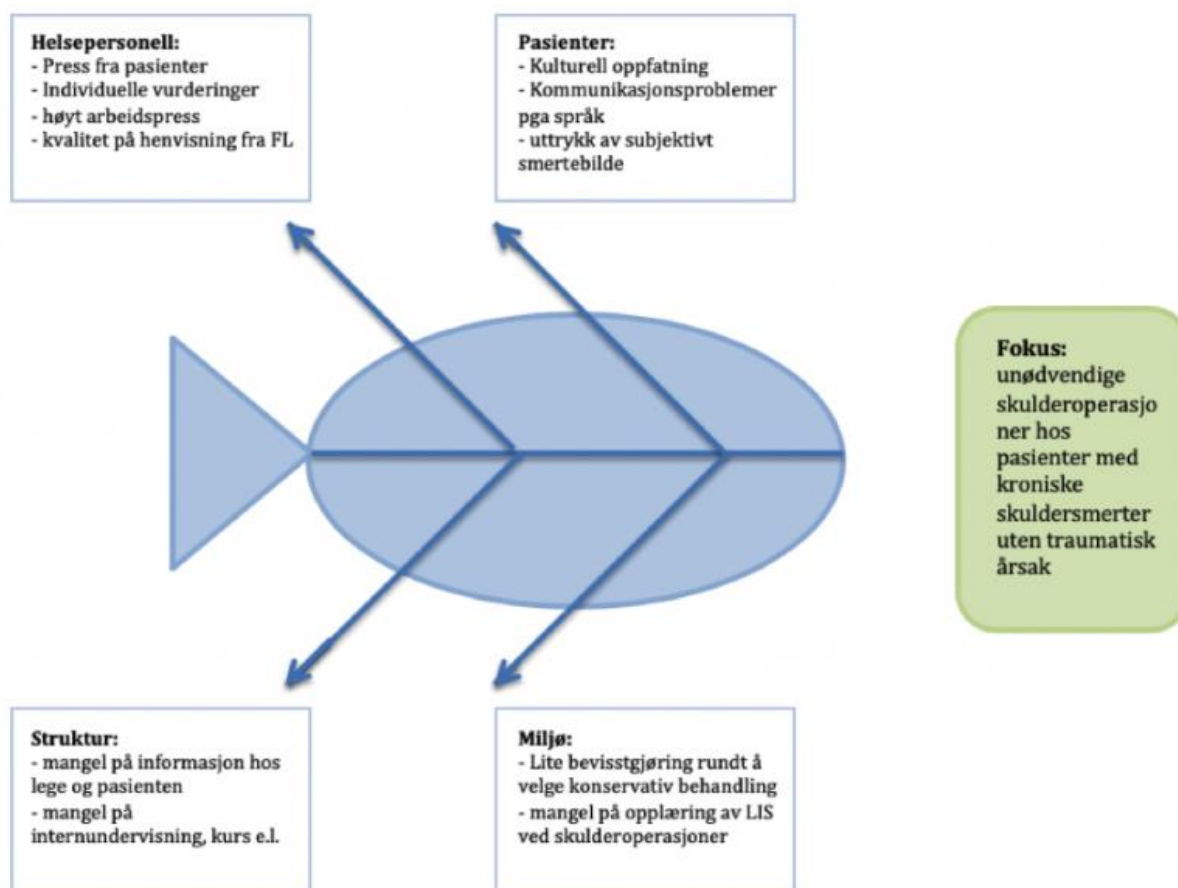 Helsepersonell:
- Press fra pasienter
- Individuelle vurderinger
- høyt arbeidspress
- kvalitet på henvisning fra FL
Pasienter:
- Kulturell oppfatning
- Kommunikasjonsproblemer
pga språk
- uttrykk av subjektivt
smertebilde
Fokus:
unødvendige
skulderoperasjo
ner hos
pasienter med
kroniske
skuldersmerter
uten traumatisk
årsak
Struktur:
- mangel på informasjon hos
lege og pasienten
- mangel på
internundervisning, kurs e.l.
Miljø:
- Lite bevisstgjøring rundt å
velge konservativ behandling
- mangel på opplæring av LIS
ved skulderoperasjoner